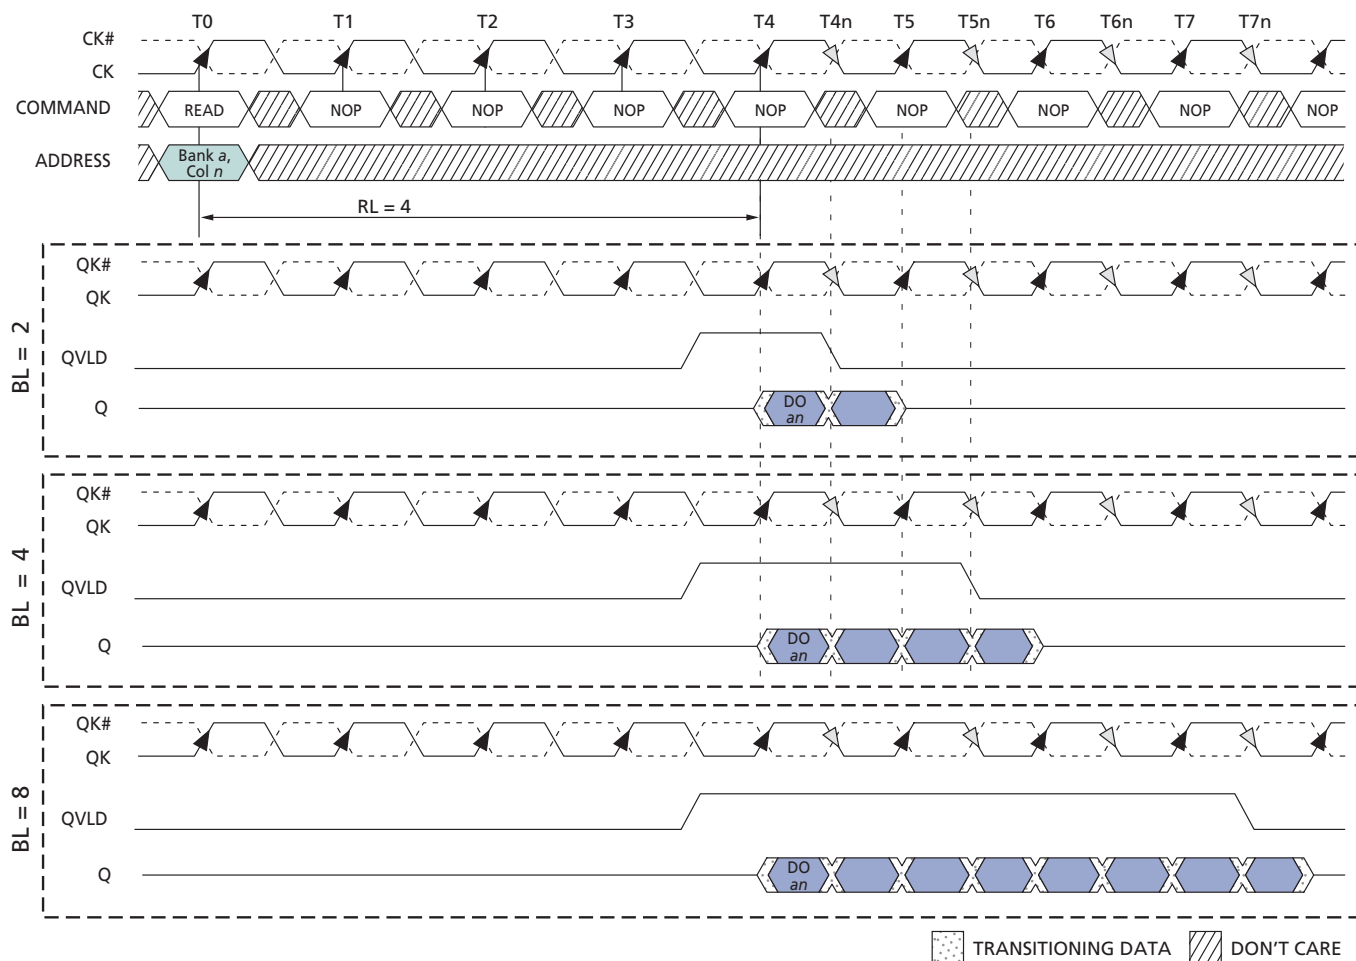 T0 T1 T2 T3 T4 T4n T5 T5n T6 T6n T7 T7n
CK#
CK
COMMAND READ NOP NOP NOP NOP NOP NOP NOP NOP
ADDRESS Bank a,
Col n
RL = 4
BL = 2
QK#
QK
QVLD
Q DO
an
BL = 4
QK#
QK
QVLD
Q DO
an
BL = 8
QK#
QK
QVLD
Q DO
an
TRANSITIONING DATA DON'T CARE